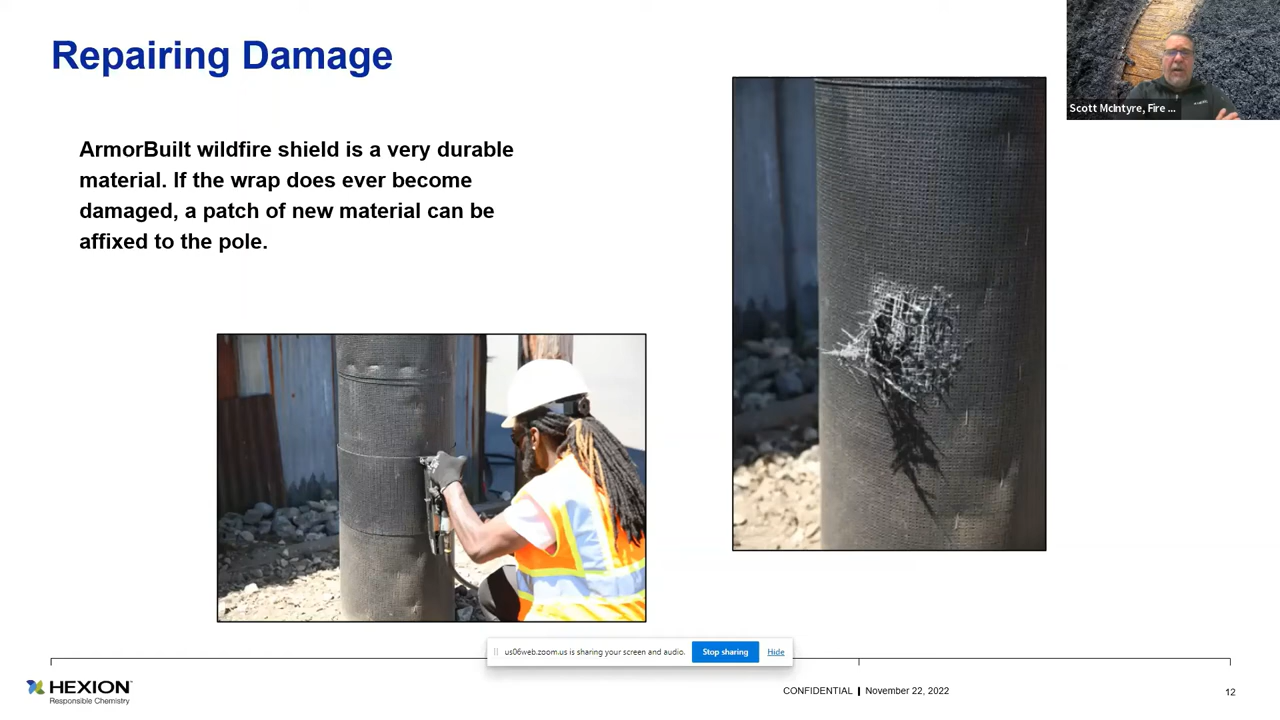 Repairing Damage
Scott McIntyre, Fire ...
ArmorBuilt wildfire shield is a very durable
material. If the wrap does ever become
damaged, a patch of new material can be
affixed to the pole.
us06web.zoom.us is sharing your screen and audio.
Stop sharing
Hide
HEXION
Responsible Chemistry
CONFIDENTIAL | November 22, 2022
12